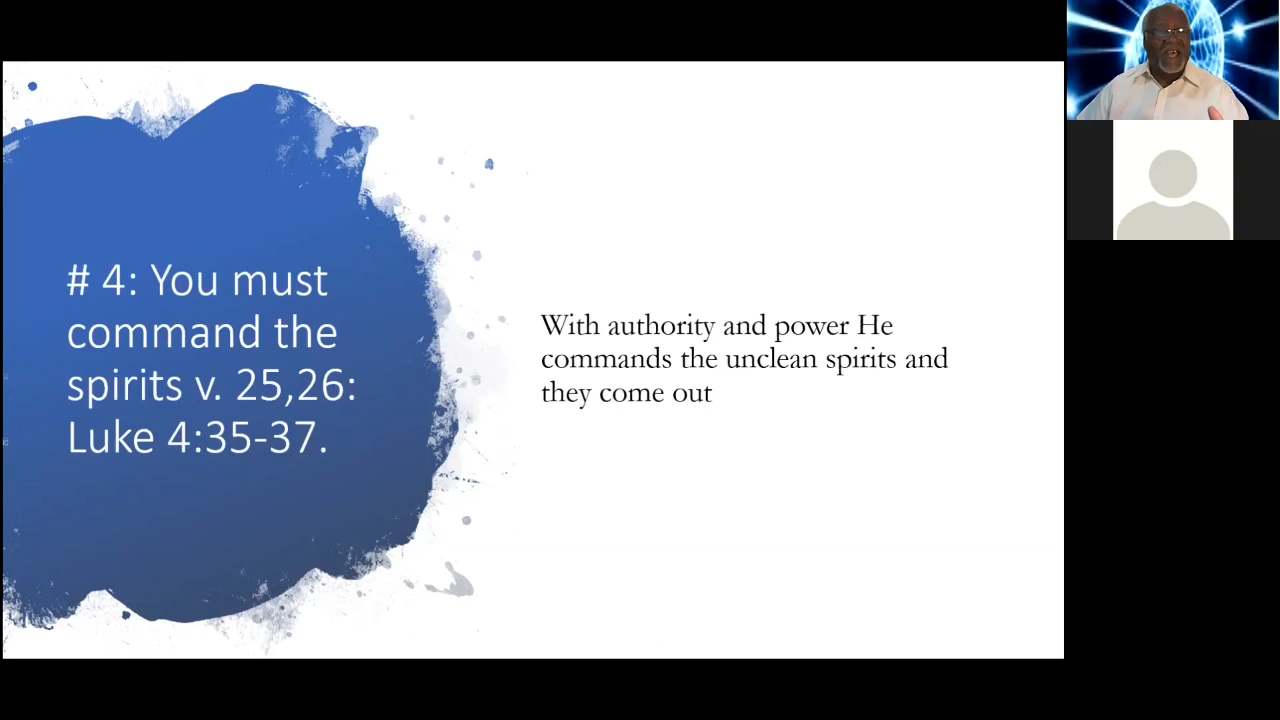 # 4: You must
command the
spirits v. 25,26:
Luke 4:35-37.
With authority and power He
commands the unclean spirits and
they come out